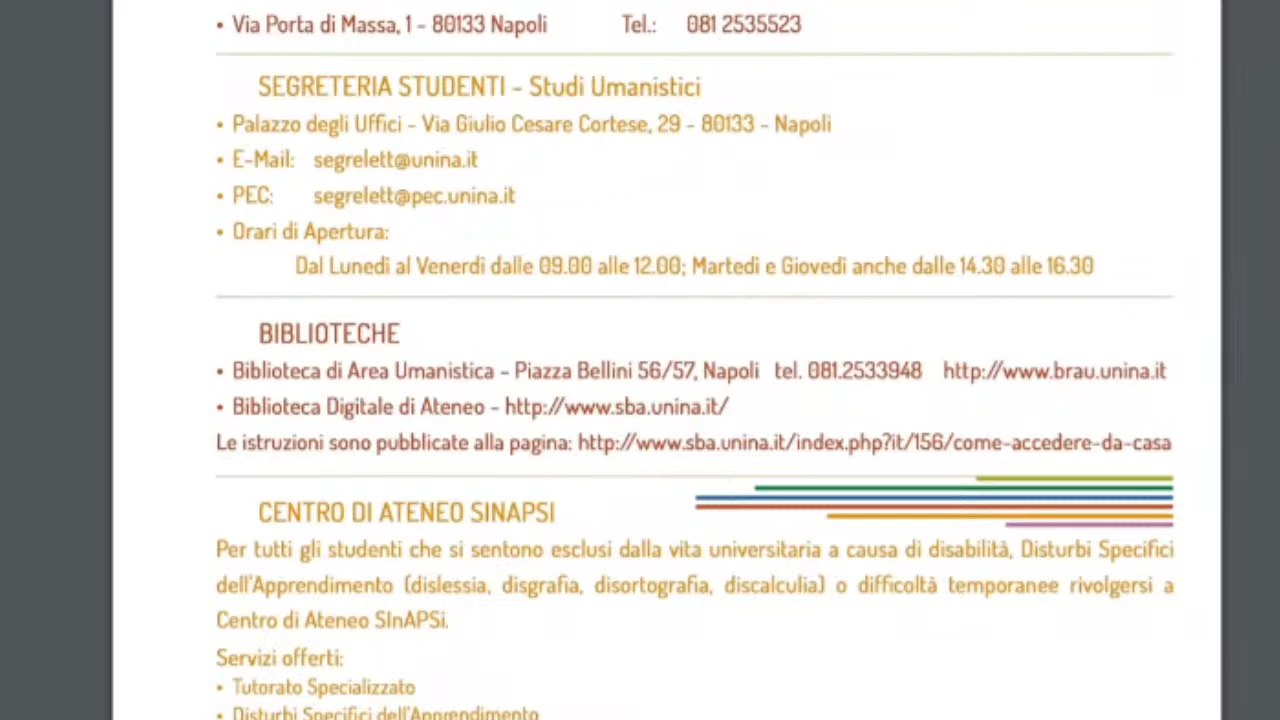 • Via Porta di Massa, 1 - 80133 Napoli Tel.: 081 2535523
SEGRETERIA STUDENTI - Studi Umanistici
• Palazzo degli Uffici - Via Giulio Cesare Cortese, 29 - 80133 - Napoli
• E-Mail: segrelett@unina.it
• PEC: segrelett@pec.unina.it
• Orari di Apertura:
Dal Lunedì al Venerdì dalle 09.00 alle 12.00; Martedì e Giovedì anche dalle 14.30 alle 16.30
BIBLIOTECHE
• Biblioteca di Area Umanistica - Piazza Bellini 56/57, Napoli tel. 081.2533948 http://www.brau.unina.it
• Biblioteca Digitale di Ateneo - http://www.sba.unina.it/
Le istruzioni sono pubblicate alla pagina: http://www.sba.unina.it/index.php?it/156/come-accedere-da-casa
CENTRO DI ATENEO SINAPSI
Per tutti gli studenti che si sentono esclusi dalla vita universitaria a causa di disabilità, Disturbi Specifici
dell'Apprendimento (dislessia, disgrafia, disortografia, discalculia) o difficoltà temporanee rivolgersi a
Centro di Ateneo SInAPSi.
Servizi offerti:
• Tutorato Specializzato
• Disturbi Specifici dell'Apprendimento